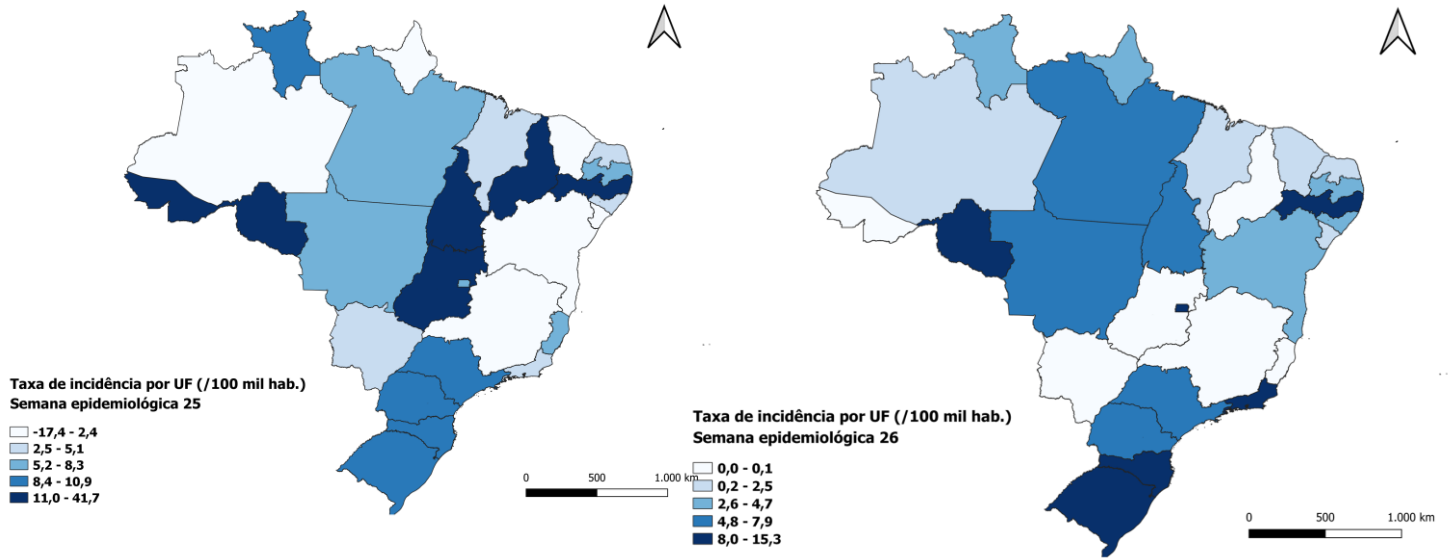 Taxa de incidência por UF (/100 mil hab.)
Semana epidemiológica 25
-17,4 - 2,4
2,5 - 5,1
5,2 - 8,3
8,4 - 10,9
11,0 - 41,7
0 500 1.000 km
Taxa de incidência por UF (/100 mil hab.)
Semana epidemiológica 26
0,0 - 0,1
0,2 - 2,5
2,6 - 4,7
4,8 - 7,9
8,0 - 15,3
0 500 1.000 km